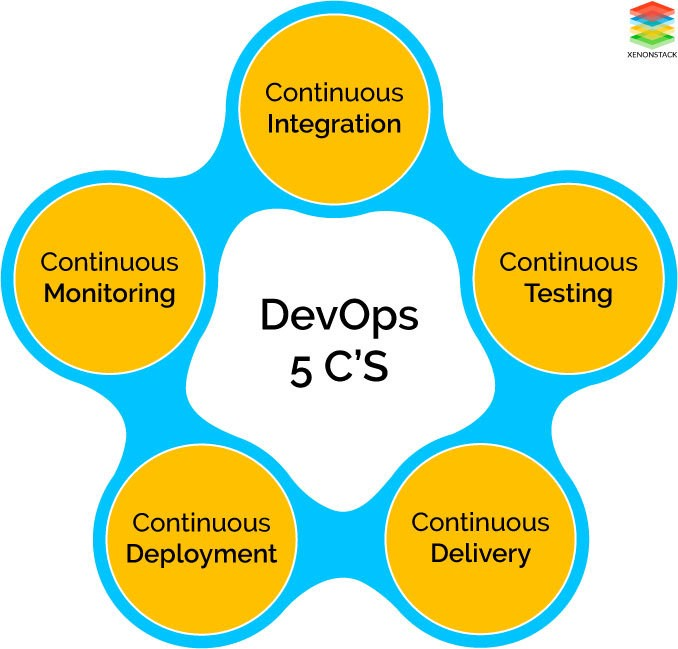 XENONSTACK
Continuous
Integration
Continuous
Monitoring
Continuous
Testing
DevOps
5 C'S
Continuous
Deployment
Continuous
Delivery